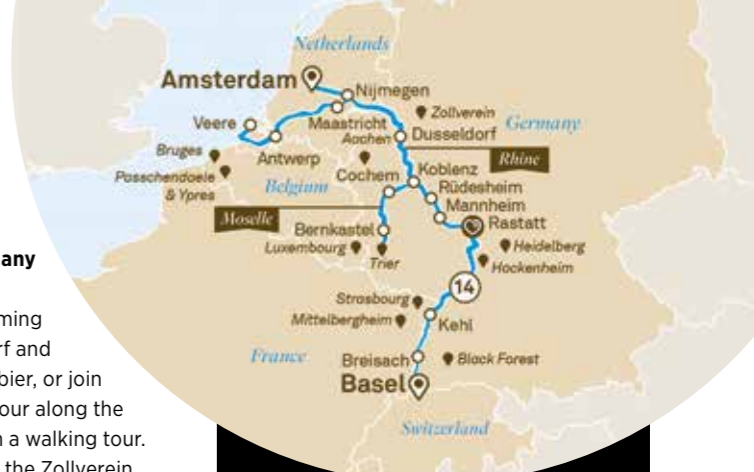 Netherlands
Amsterdam
Nijmegen
Zollverein
Veere
Maastricht
Germany
Aachen
Dusseldorf
Bruges
Antwerp
Rhine
Koblenz
Passchendaele
& Ypres
Belgium
Cochem
Rüdesheim
Mannheim
Moselle
Bernkastel
Rastatt
Luxembourg
Trier
Heidelberg
Hockenheim
14
Strasbourg
Mittelbergheim
Kehl
France
Breisach
Black Forest
Basel
Switzerland
any
ming
rf and
bier, or join
our along the
a walking tour.
the Zollverein